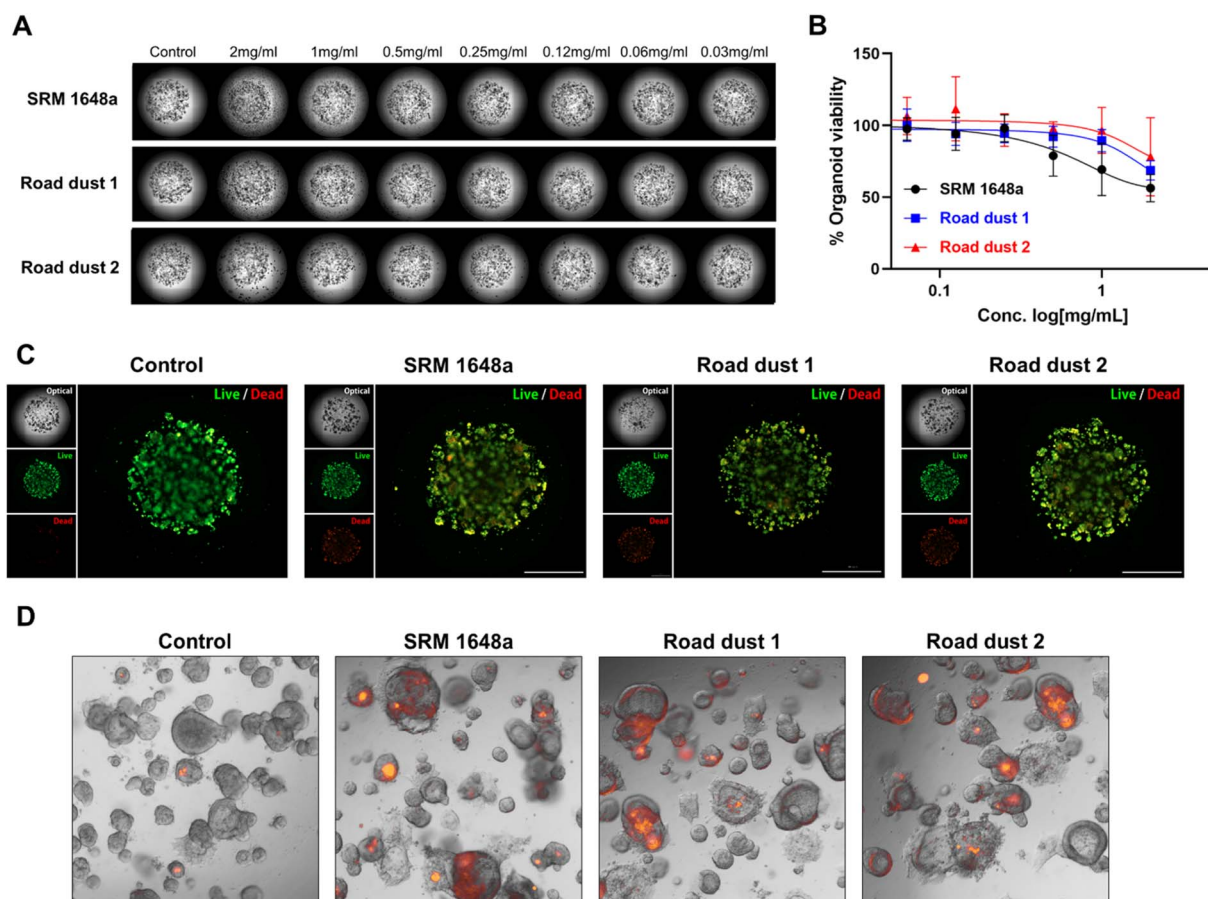 A
Control 2mg/ml 1mg/ml 0.5mg/ml 0.25mg/ml 0.12mg/ml 0.06mg/ml 0.03mg/ml
SRM 1648a
Road dust 1
Road dust 2
B
% Organoid viability
150
100
50
0
SRM 1648a
Road dust 1
Road dust 2
0.1 1
Conc. log[mg/mL]
C
Control SRM 1648a Road dust 1 Road dust 2
Optical Live / Dead Optical Live / Dead Optical Live / Dead Optical Live / Dead
Live Live Live Live
Dead Dead Dead Dead
D
Control SRM 1648a Road dust 1 Road dust 2